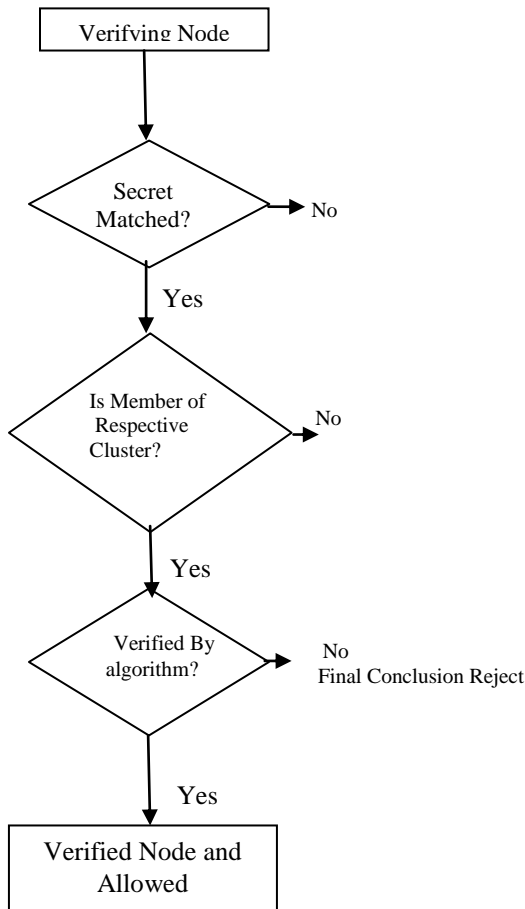 Verifying Node
Secret
Matched?
No
Yes
Is Member of
Respective
Cluster?
No
Yes
Verified By
algorithm?
No
Final Conclusion Reject
Yes
Verified Node and
Allowed